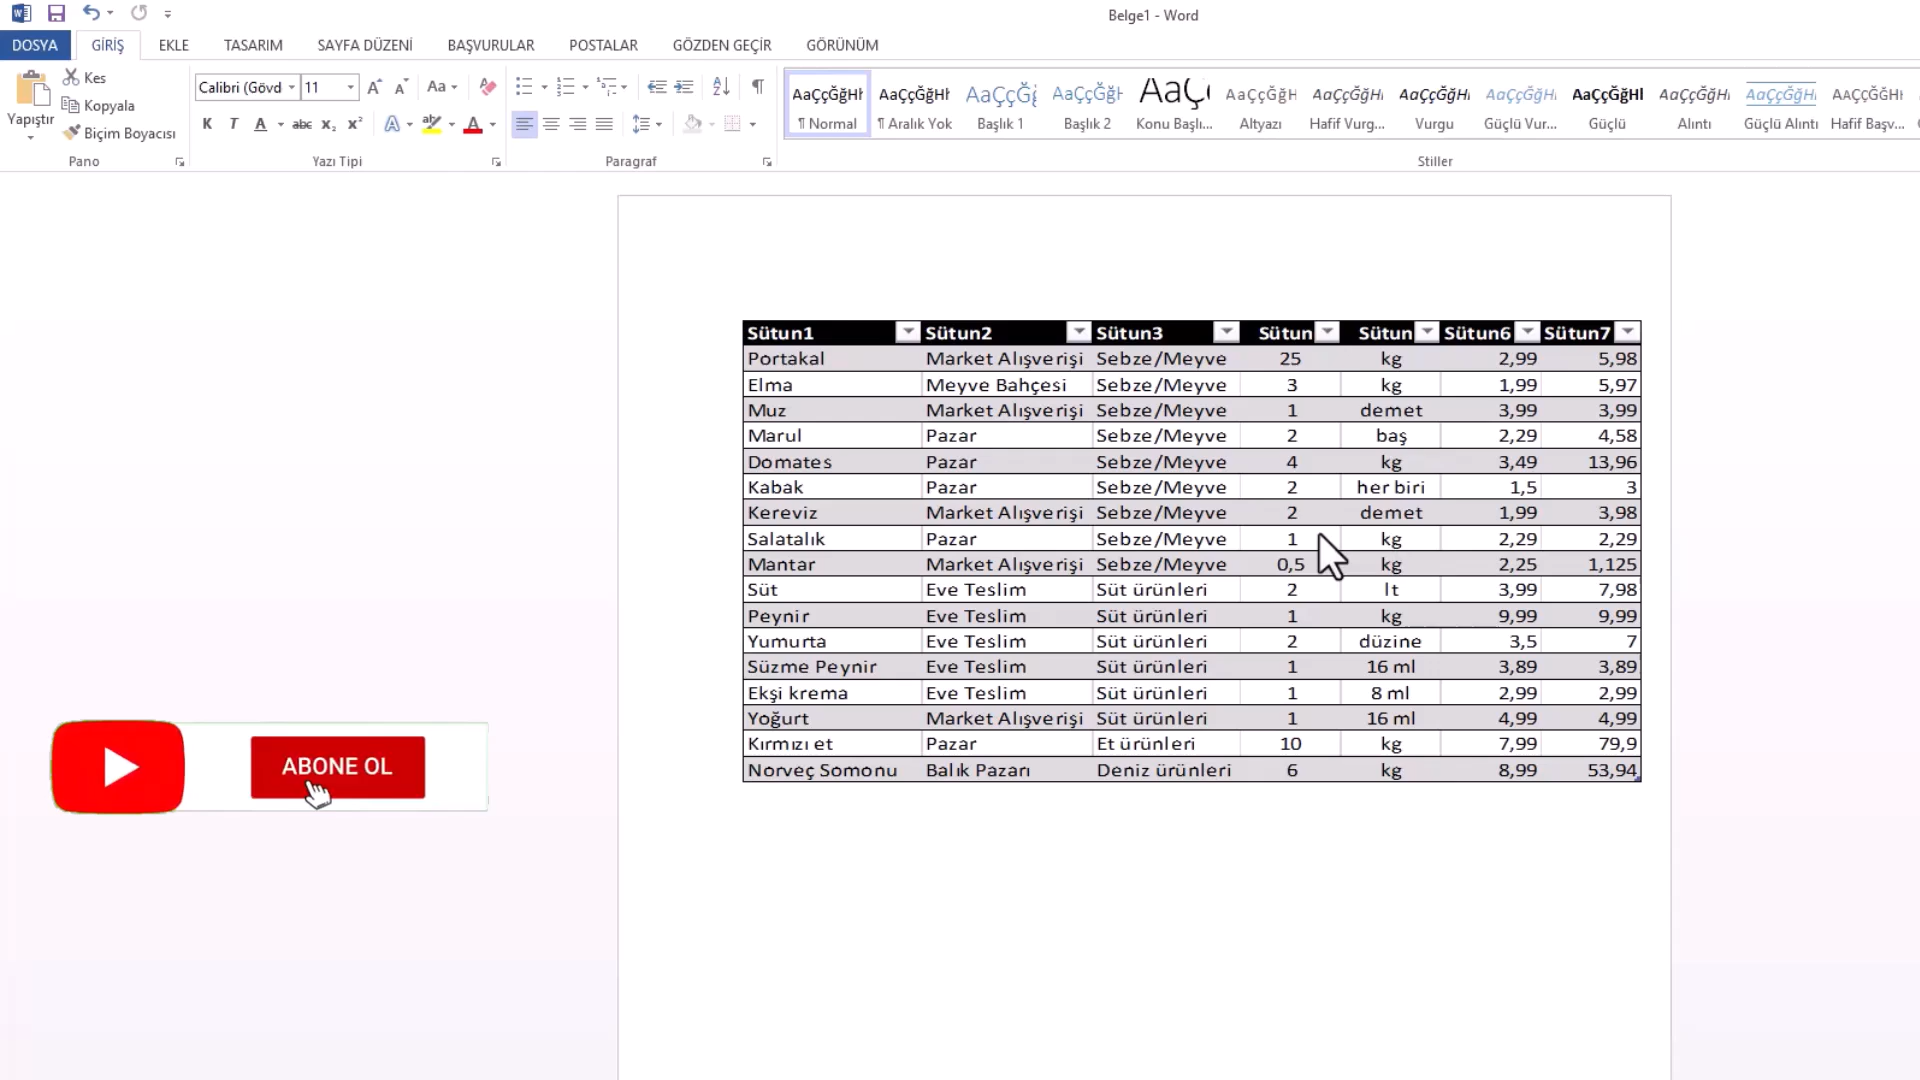 Belge1 - Word
DOSYA GİRİŞ EKLE TASARIM SAYFA DÜZENİ BAŞVURULAR POSTALAR GÖZDEN GEÇİR GÖRÜNÜM
Yapıştır
Kes
Kopyala
Biçim Boyacısı
Pano
Calibri (Gövd 11
K T A abc x₂ x² A A
Aa
Yazı Tipi
Paragraf
AaÇçĞğHł AaÇçĞğHł AaÇçĞğ AaÇçĞğł AaÇ AaÇçĞğH AaÇçĞğHı AaÇçĞğHı AaÇçĞğHı AaÇçĞğHl AaÇçĞğHı AaÇçĞğHı AAÇÇĞĞHI
¶ Normal ¶ Aralık Yok Başlık 1 Başlık 2 Konu Başlı... Altyazı Hafif Vurg... Vurgu Güçlü Vur... Güçlü Alıntı Güçlü Alıntı Hafif Başv...
Stiller
Sütun1 Sütun2 Sütun3 Sütun Sütun Sütun6 Sütun7
Portakal Market Alışverişi Sebze/Meyve 25 kg 2,99 5,98
Elma Meyve Bahçesi Sebze/Meyve 3 kg 1,99 5,97
Muz Market Alışverişi Sebze/Meyve 1 demet 3,99 3,99
Marul Pazar Sebze/Meyve 2 baş 2,29 4,58
Domates Pazar Sebze/Meyve 4 kg 3,49 13,96
Kabak Pazar Sebze/Meyve 2 her biri 1,5 3
Kereviz Market Alışverişi Sebze/Meyve 2 demet 1,99 3,98
Salatalık Pazar Sebze/Meyve 1 kg 2,29 2,29
Mantar Market Alışverişi Sebze/Meyve 0,5 kg 2,25 1,125
Süt Eve Teslim Süt ürünleri 2 lt 3,99 7,98
Peynir Eve Teslim Süt ürünleri 1 kg 9,99 9,99
Yumurta Eve Teslim Süt ürünleri 2 düzine 3,5 7
Süzme Peynir Eve Teslim Süt ürünleri 1 16 ml 3,89 3,89
Ekşi krema Eve Teslim Süt ürünleri 1 8 ml 2,99 2,99
Yoğurt Market Alışverişi Süt ürünleri 1 16 ml 4,99 4,99
Kırmızı et Pazar Et ürünleri 10 kg 7,99 79,9
Norveç Somonu Balık Pazarı Deniz ürünleri 6 kg 8,99 53,94
ABONE OL